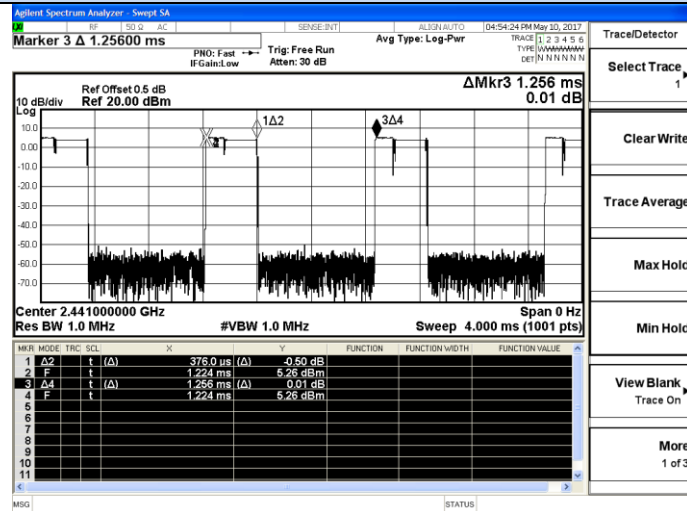 Agilent Spectrum Analyzer - Swept SA
RF 50 Ω AC SENSE:INT ALIGN AUTO 04:54:24 PM May 10, 2017
Marker 3 Δ 1.25600 ms
PNO: Fast Trig: Free Run Avg Type: Log-Pwr TRACE 1 2 3 4 5 6
IFGain:Low Atten: 30 dB TYPE WWWWWW
DET N N N N N N
Ref Offset 0.5 dB ΔMkr3 1.256 ms
10 dB/div Ref 20.00 dBm 0.01 dB
Log
1Δ2 3Δ4
10.0
0.00
-10.0
-20.0
-30.0
-40.0
-50.0
-60.0
-70.0
Center 2.441000000 GHz Span 0 Hz
Res BW 1.0 MHz #VBW 1.0 MHz Sweep 4.000 ms (1001 pts)
MKR MODE TRC SCL X Y FUNCTION FUNCTION WIDTH FUNCTION VALUE
1 Δ2 t (Δ) 376.0 µs (Δ) -0.50 dB
2 F t 1.224 ms 5.26 dBm
3 Δ4 t (Δ) 1.256 ms (Δ) 0.01 dB
4 F t 1.224 ms 5.26 dBm
5
6
7
8
9
10
11
MSG STATUS
Trace/Detector
Select Trace
1
Clear Write
Trace Average
Max Hold
Min Hold
View Blank
Trace On
More
1 of 3